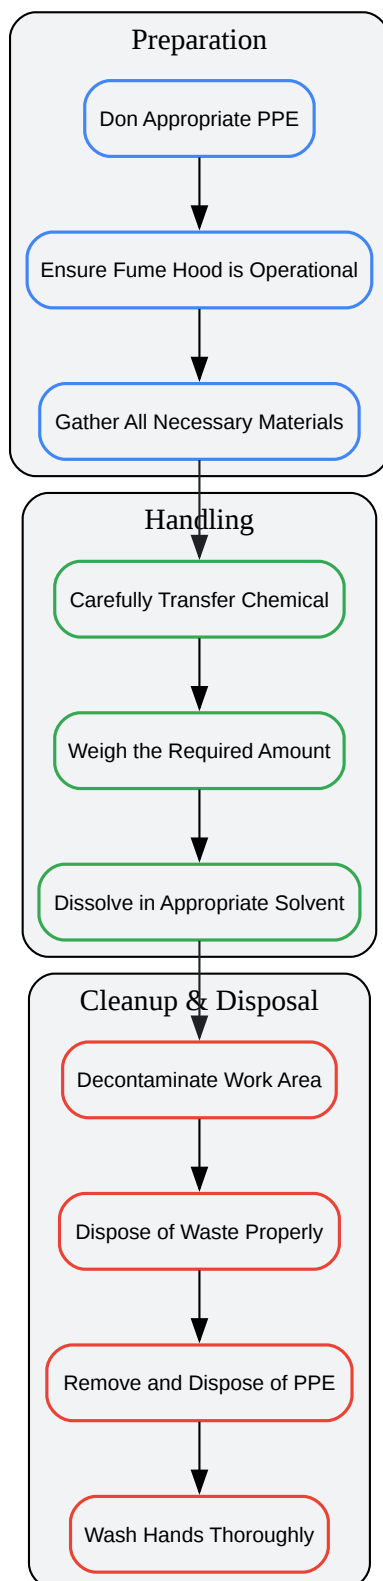 Preparation
Don Appropriate PPE
Ensure Fume Hood is Operational
Gather All Necessary Materials
Handling
Carefully Transfer Chemical
Weigh the Required Amount
Dissolve in Appropriate Solvent
Cleanup & Disposal
Decontaminate Work Area
Dispose of Waste Properly
Remove and Dispose of PPE
Wash Hands Thoroughly